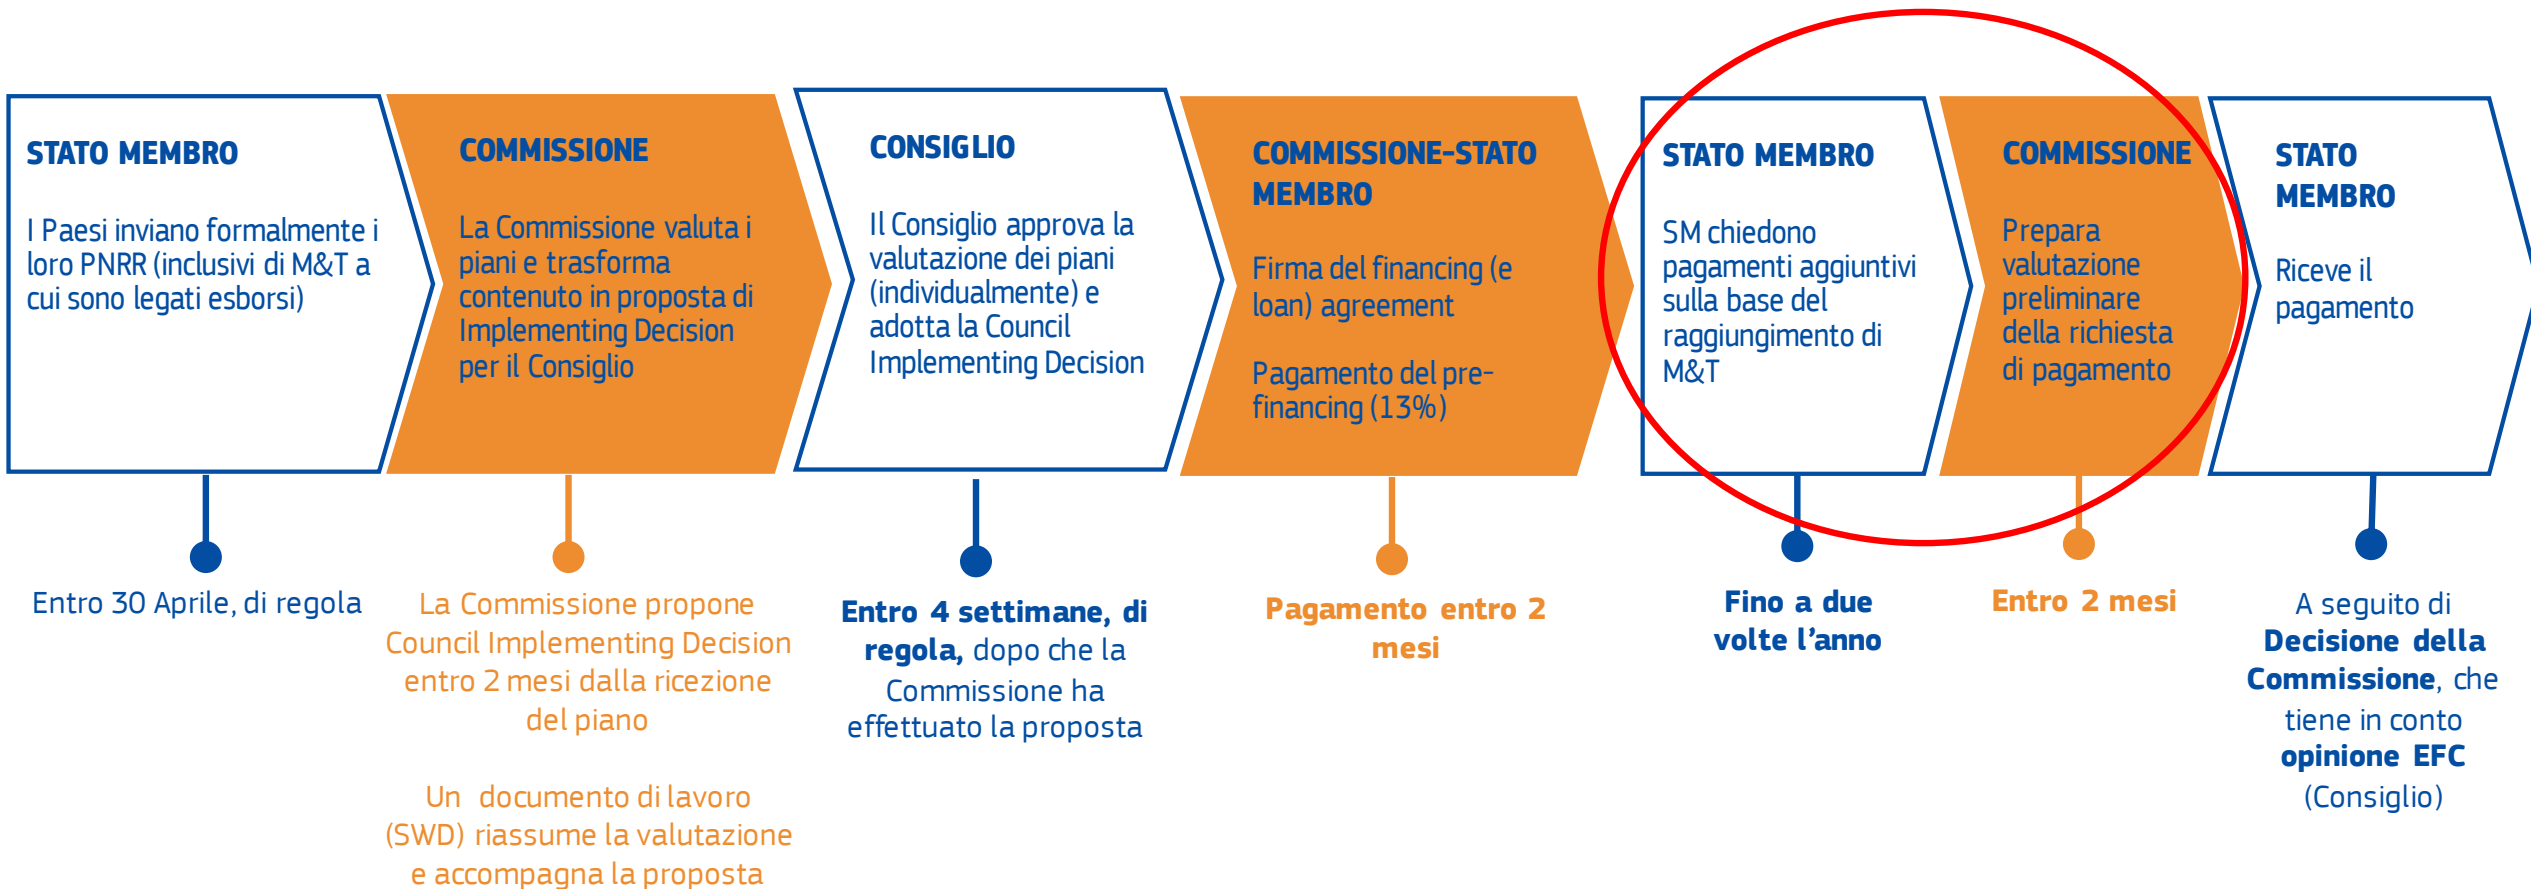 STATO MEMBRO
I Paesi inviano formalmente i
loro PNRR (inclusivi di M&T a
cui sono legati esborsi)
Entro 30 Aprile, di regola
COMMISSIONE
La Commissione valuta i
piani e trasforma
contenuto in proposta di
Implementing Decision
per il Consiglio
La Commissione propone
Council Implementing Decision
entro 2 mesi dalla ricezione
del piano
Un documento di lavoro
(SWD) riassume la valutazione
e accompagna la proposta
CONSIGLIO
Il Consiglio approva la
valutazione dei piani
(individualmente) e
adotta la Council
Implementing Decision
Entro 4 settimane, di
regola, dopo che la
Commissione ha
effettuato la proposta
COMMISSIONE-STATO
MEMBRO
Firma del financing (e
loan) agreement
Pagamento del pre-
financing (13%)
Pagamento entro 2
mesi
STATO MEMBRO
SM chiedono
pagamenti aggiuntivi
sulla base del
raggiungimento di
M&T
Fino a due
volte l'anno
COMMISSIONE
Prepara
valutazione
preliminare
della richiesta
di pagamento
Entro 2 mesi
STATO
MEMBRO
Riceve il
pagamento
A seguito di
Decisione della
Commissione, che
tiene in conto
opinione EFC
(Consiglio)